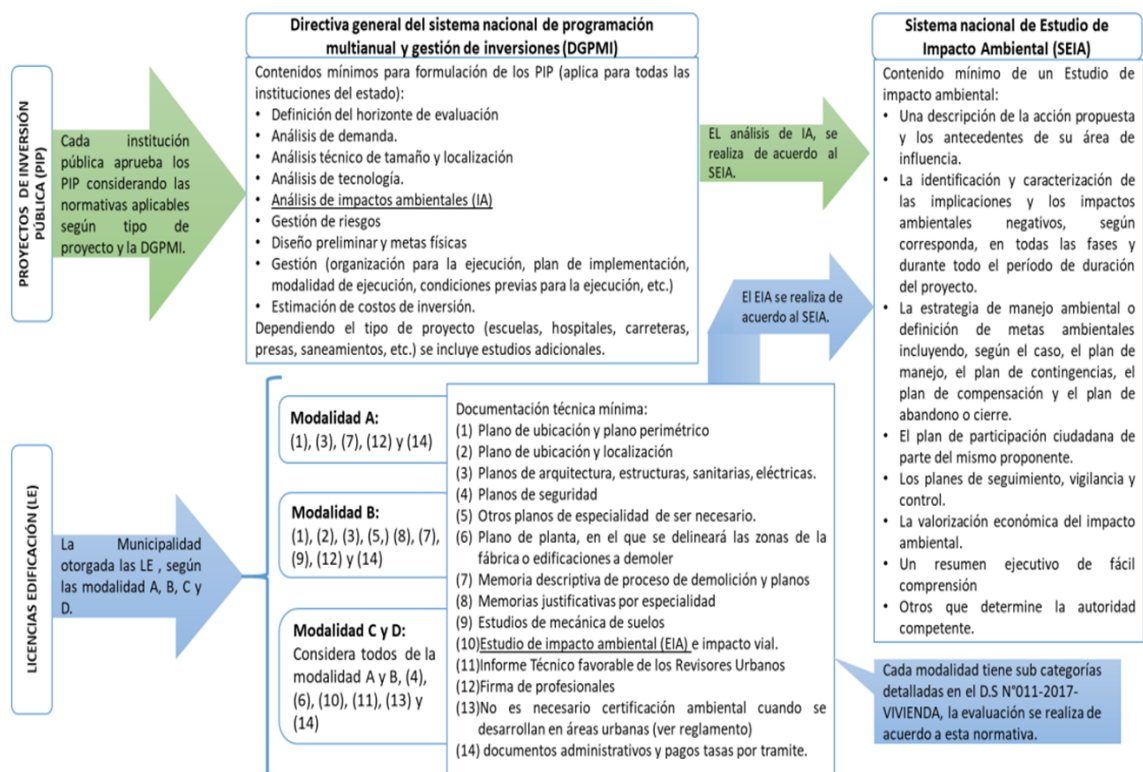 PROYECTOS DE INVERSIÓN
PÚBLICA (PIP)
Cada institución
pública aprueba los
PIP considerando las
normativas aplicables
según tipo de
proyecto y la DGPMI.
Directiva general del sistema nacional de programación
multianual y gestión de inversiones (DGPMI)
Contenidos mínimos para formulación de los PIP (aplica para todas las
instituciones del estado):
• Definición del horizonte de evaluación
• Análisis de demanda.
• Análisis técnico de tamaño y localización
• Análisis de tecnología.
• Análisis de impactos ambientales (IA)
• Gestión de riesgos
• Diseño preliminar y metas físicas
• Gestión (organización para la ejecución, plan de implementación,
modalidad de ejecución, condiciones previas para la ejecución, etc.)
• Estimación de costos de inversión.
Dependiendo el tipo de proyecto (escuelas, hospitales, carreteras,
presas, saneamientos, etc.) se incluye estudios adicionales.
EL análisis de IA, se
realiza de acuerdo al
SEIA.
El EIA se realiza de
acuerdo al SEIA.
Sistema nacional de Estudio de
Impacto Ambiental (SEIA)
Contenido mínimo de un Estudio de
impacto ambiental:
• Una descripción de la acción propuesta
y los antecedentes de su área de
influencia.
• La identificación y caracterización de
las implicaciones y los impactos
ambientales negativos, según
corresponda, en todas las fases y
durante todo el período de duración
del proyecto.
• La estrategia de manejo ambiental o
definición de metas ambientales
incluyendo, según el caso, el plan de
manejo, el plan de contingencias, el
plan de compensación y el plan de
abandono o cierre.
• El plan de participación ciudadana de
parte del mismo proponente.
• Los planes de seguimiento, vigilancia y
control.
• La valorización económica del impacto
ambiental.
• Un resumen ejecutivo de fácil
comprensión
• Otros que determine la autoridad
competente.
LICENCIAS EDIFICACIÓN (LE)
La Municipalidad
otorgada las LE , según
las modalidad A, B, C y
D.
Modalidad A:
(1), (3), (7), (12) y (14)
Modalidad B:
(1), (2), (3), (5,) (8), (7),
(9), (12) y (14)
Modalidad C y D:
Considera todos de la
modalidad A y B, (4),
(6), (10), (11), (13) y
(14)
Documentación técnica mínima:
(1) Plano de ubicación y plano perimétrico
(2) Plano de ubicación y localización
(3) Planos de arquitectura, estructuras, sanitarias, eléctricas.
(4) Planos de seguridad
(5) Otros planos de especialidad de ser necesario.
(6) Plano de planta, en el que se delineará las zonas de la
fábrica o edificaciones a demoler
(7) Memoria descriptiva de proceso de demolición y planos
(8) Memorias justificativas por especialidad
(9) Estudios de mecánica de suelos
(10)Estudio de impacto ambiental (EIA) e impacto vial.
(11)Informe Técnico favorable de los Revisores Urbanos
(12)Firma de profesionales
(13)No es necesario certificación ambiental cuando se
desarrollan en áreas urbanas (ver reglamento)
(14) documentos administrativos y pagos tasas por tramite.
Cada modalidad tiene sub categorías
detalladas en el D.S N°011-2017-
VIVIENDA, la evaluación se realiza de
acuerdo a esta normativa.